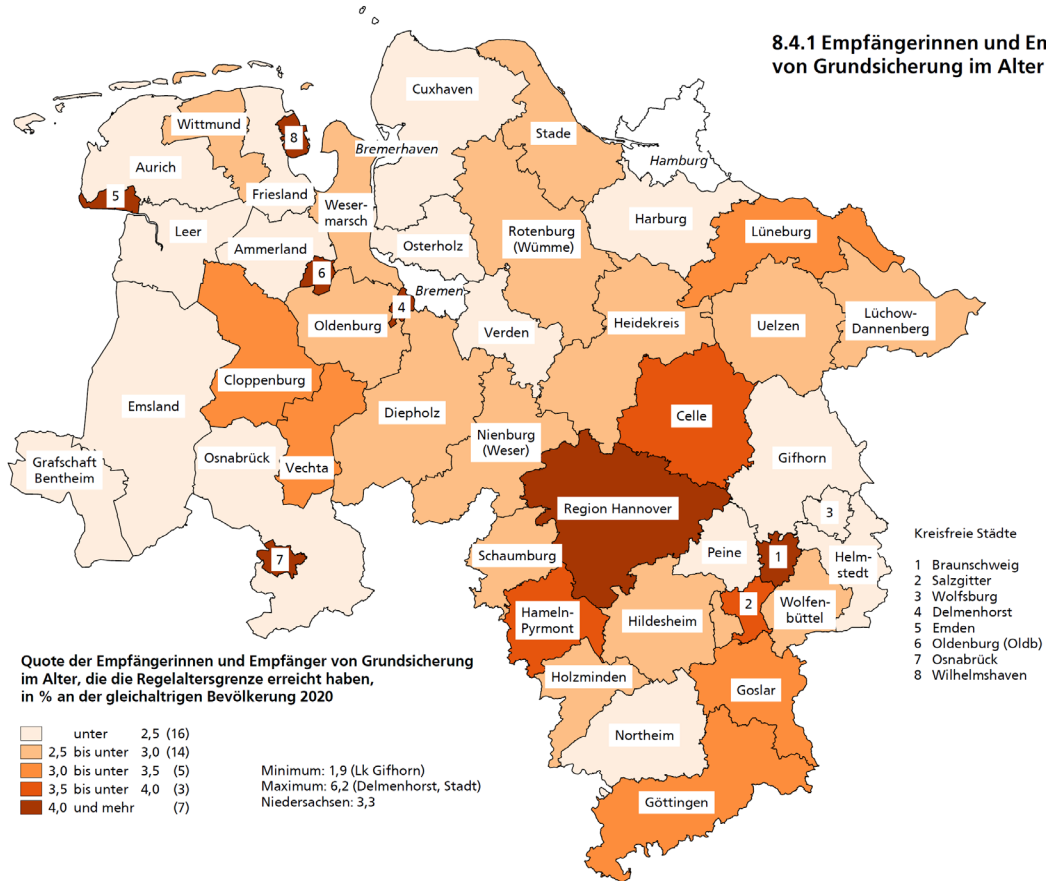 8.4.1 Empfängerinnen und Em
von Grundsicherung im Alter
Cuxhaven
Wittmund
8
Stade
Bremerhaven
Aurich
Hamburg
5
Friesland
Weser-
marsch
Harburg
Leer
Rotenburg
(Wümme)
Lüneburg
Ammerland
Osterholz
6
Bremen
4
Oldenburg
Verden
Heidekreis
Uelzen
Lüchow-
Dannenberg
Cloppenburg
Emsland
Diepholz
Celle
Nienburg
(Weser)
Grafschaft
Bentheim
Osnabrück
Vechta
Gifhorn
Region Hannover
3
7
Schaumburg
Peine
1
Helm-
stedt
2
Wolfen-
büttel
Hameln-
Pyrmont
Hildesheim
Holzminden
Goslar
Northeim
Göttingen
Kreisfreie Städte
1 Braunschweig
2 Salzgitter
3 Wolfsburg
4 Delmenhorst
5 Emden
6 Oldenburg (Oldb)
7 Osnabrück
8 Wilhelmshaven
Quote der Empfängerinnen und Empfänger von Grundsicherung
im Alter, die die Regelaltersgrenze erreicht haben,
in % an der gleichaltrigen Bevölkerung 2020
unter 2,5 (16)
2,5 bis unter 3,0 (14)
3,0 bis unter 3,5 (5)
3,5 bis unter 4,0 (3)
4,0 und mehr (7)
Minimum: 1,9 (Lk Gifhorn)
Maximum: 6,2 (Delmenhorst, Stadt)
Niedersachsen: 3,3